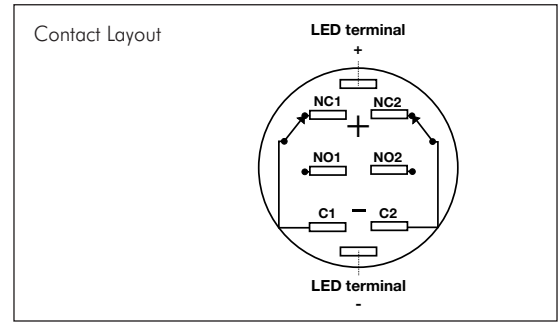 Contact Layout
LED terminal
+
NC1 NC2
+
NO1 NO2
C1 – C2
LED terminal
-